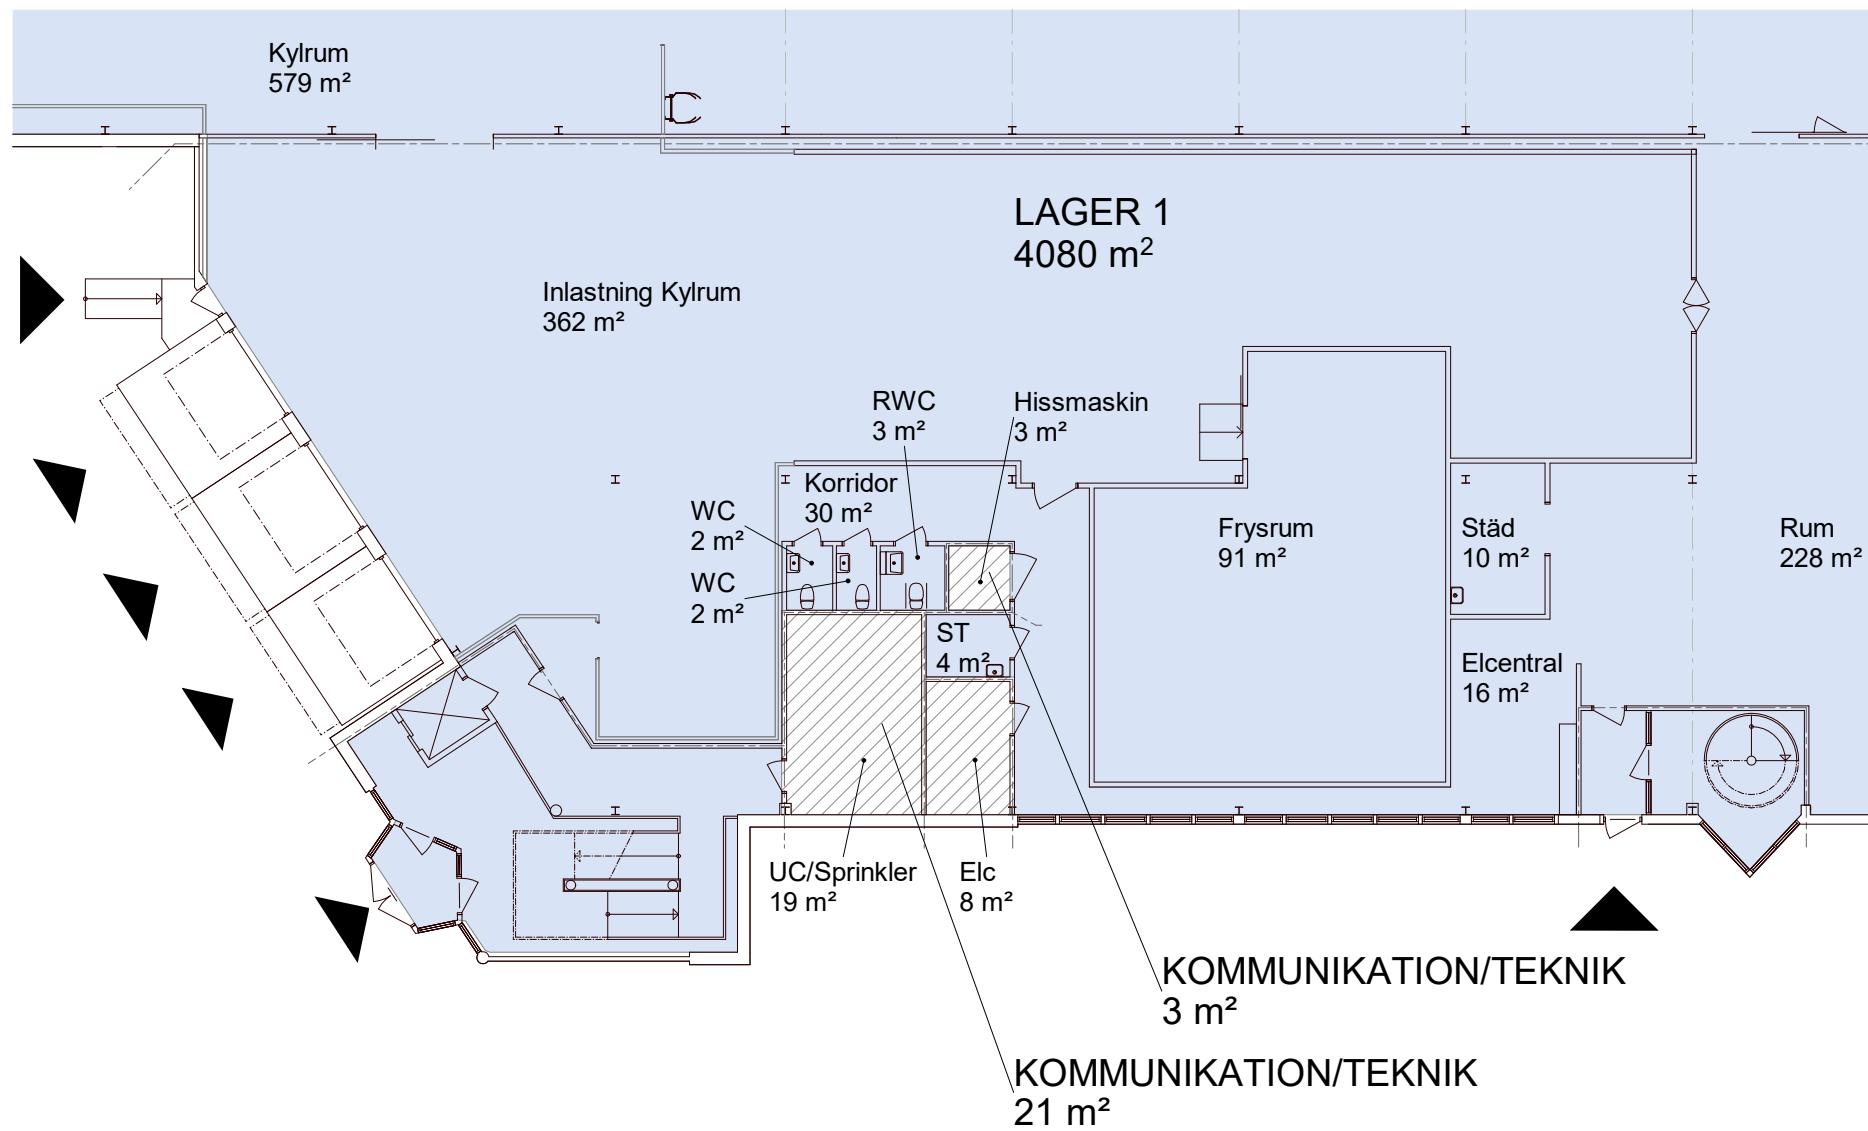 Kylrum
579 m²
LAGER 1
4080 m²
Inlastning Kylrum
362 m²
RWC
3 m²
Hissmaskin
3 m²
Korridor
30 m²
WC
2 m²
WC
2 m²
Frysrum
91 m²
Städ
10 m²
Rum
228 m²
ST
4 m²
Elcentral
16 m²
UC/Sprinkler
19 m²
Elc
8 m²
KOMMUNIKATION/TEKNIK
3 m²
KOMMUNIKATION/TEKNIK
21 m²